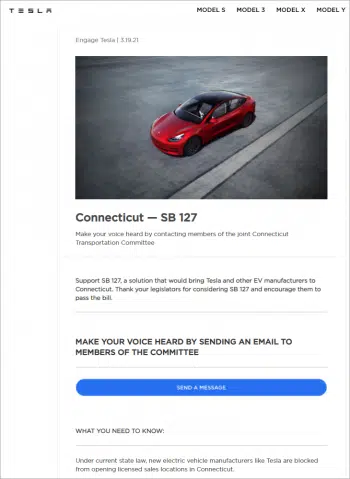 TESLA
MODEL S MODEL 3 MODEL X MODEL Y
Engage Tesla | 3.19.21
Connecticut — SB 127
Make your voice heard by contacting members of the joint Connecticut
Transportation Committee
Support SB 127, a solution that would bring Tesla and other EV manufacturers to
Connecticut. Thank your legislators for considering SB 127 and encourage them to
pass the bill.
MAKE YOUR VOICE HEARD BY SENDING AN EMAIL TO
MEMBERS OF THE COMMITTEE
SEND A MESSAGE
WHAT YOU NEED TO KNOW:
Under current state law, new electric vehicle manufacturers like Tesla are blocked
from opening licensed sales locations in Connecticut.